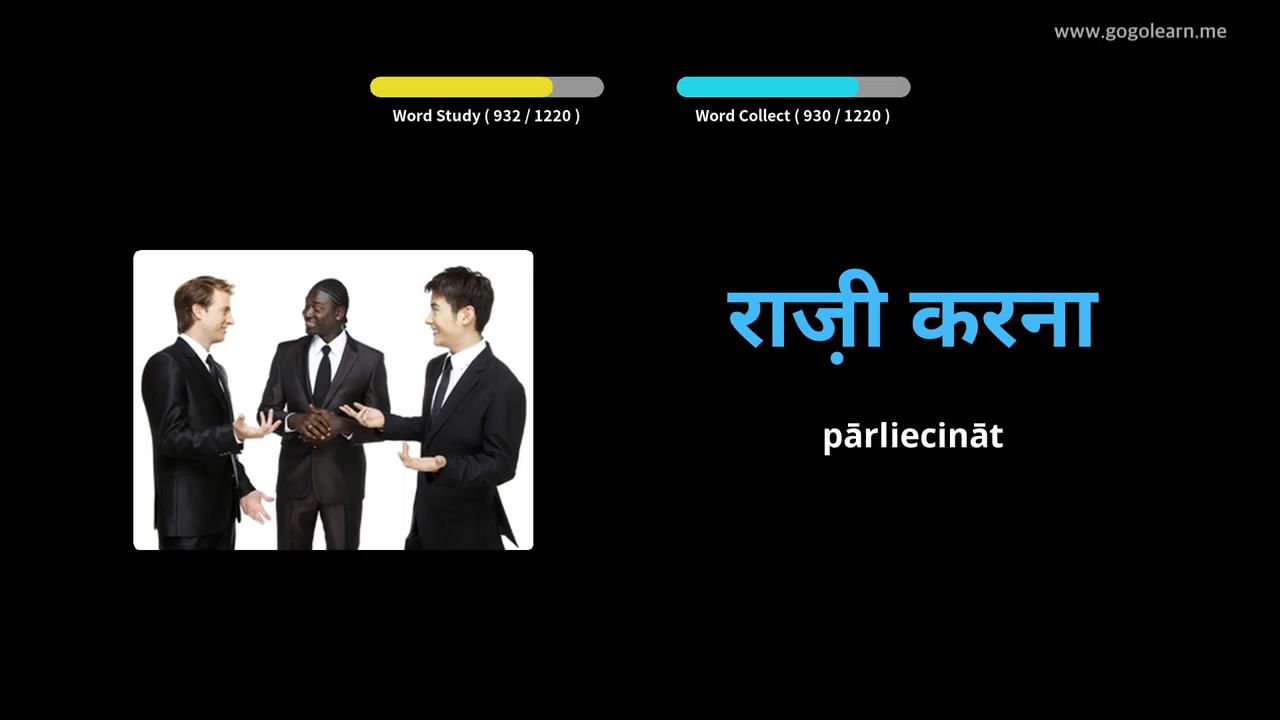 www.gogolearn.me
Word Study ( 932 / 1220 )
Word Collect ( 930 / 1220 )
राज़ी करना
pārliecināt